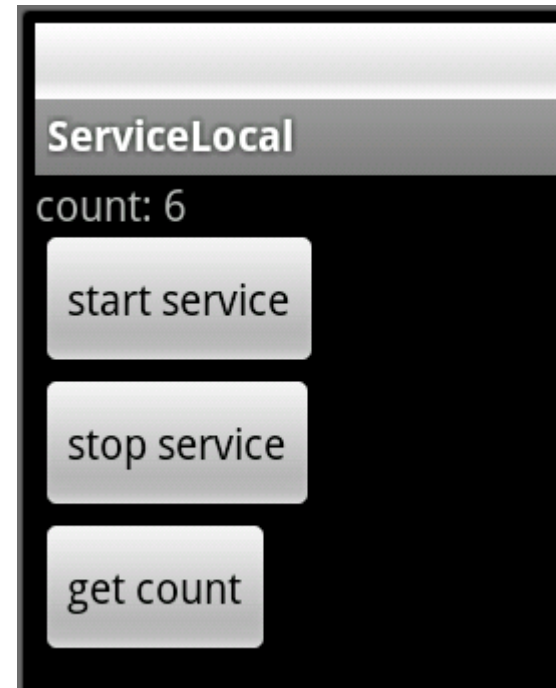 ServiceLocal
count: 6
start service
stop service
get count